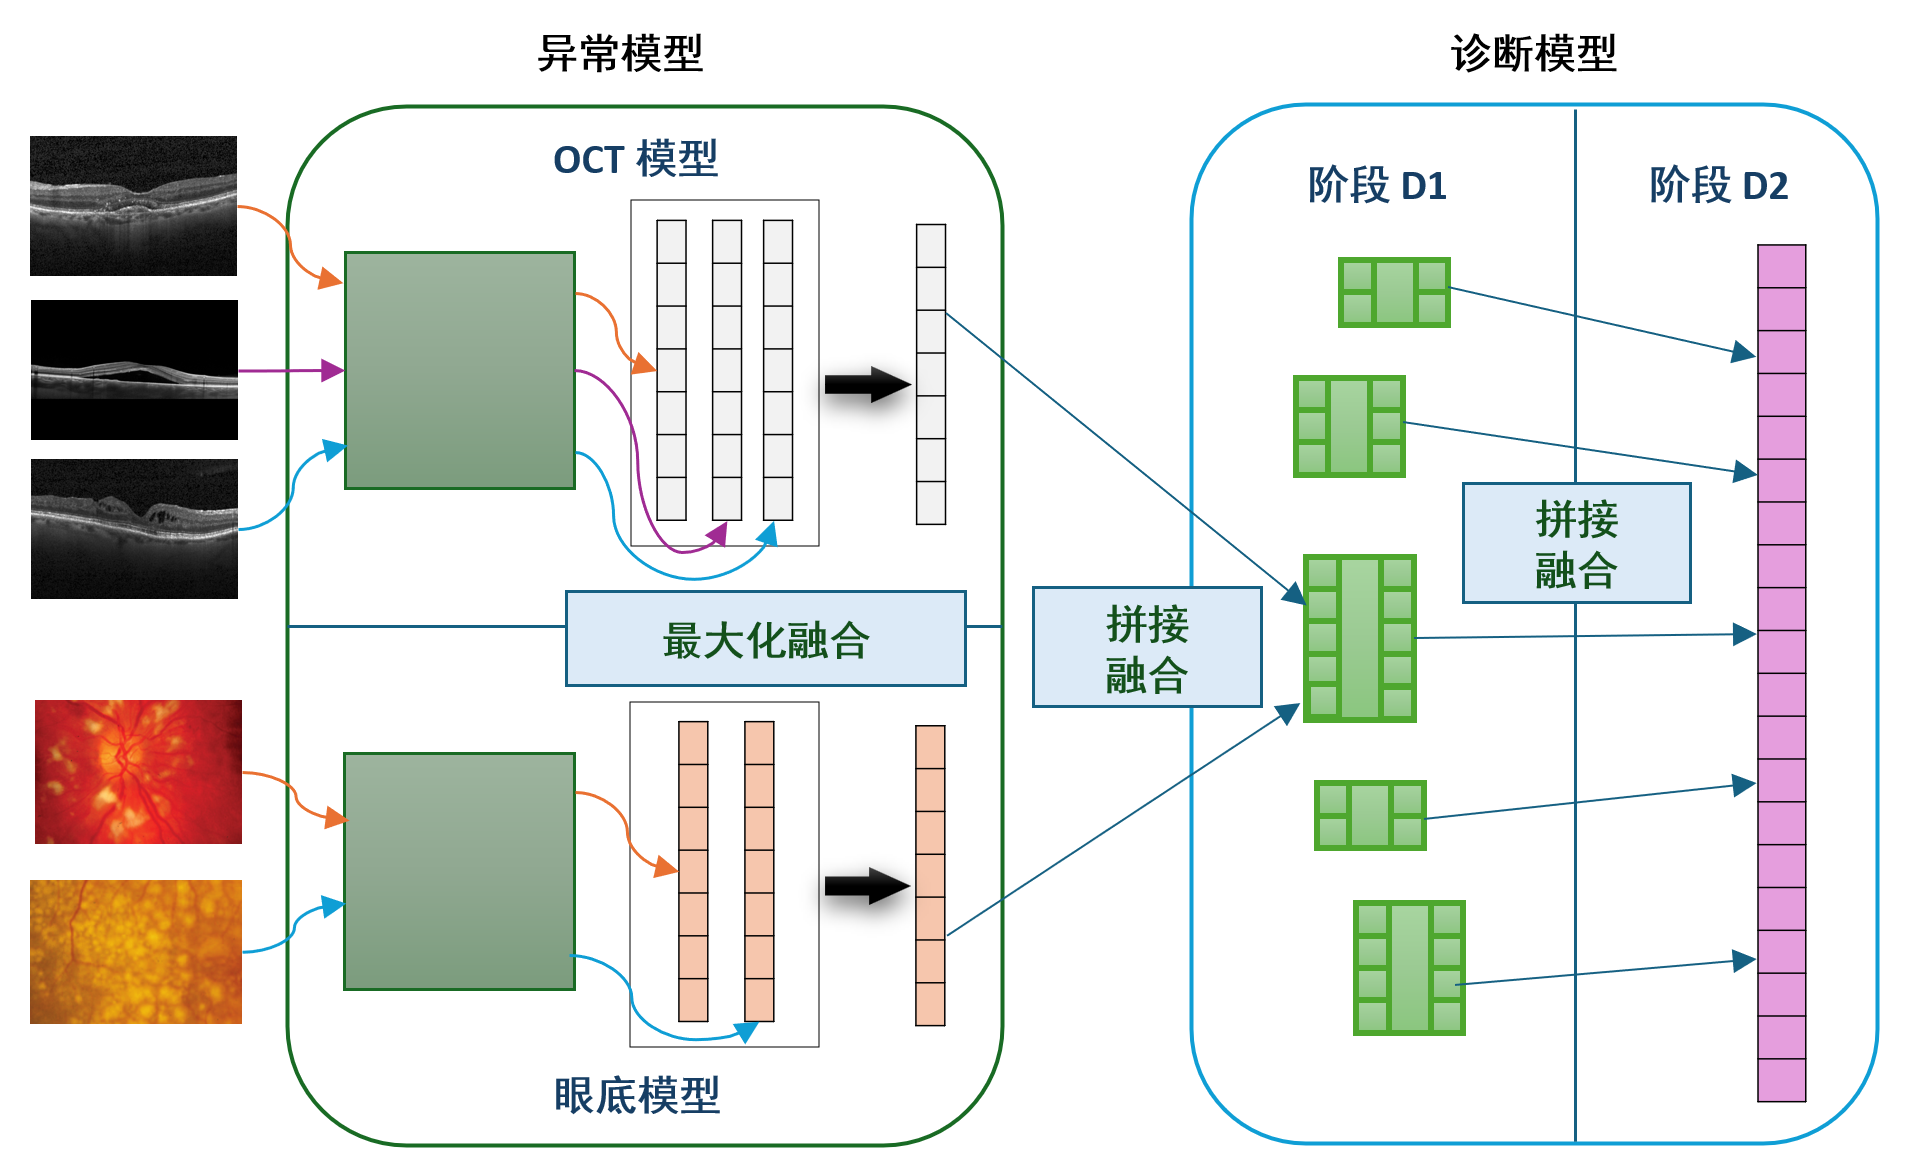 异常模型
诊断模型
OCT 模型
阶段 D1
阶段 D2
拼接
融合
最大化融合
拼接
融合
眼底模型